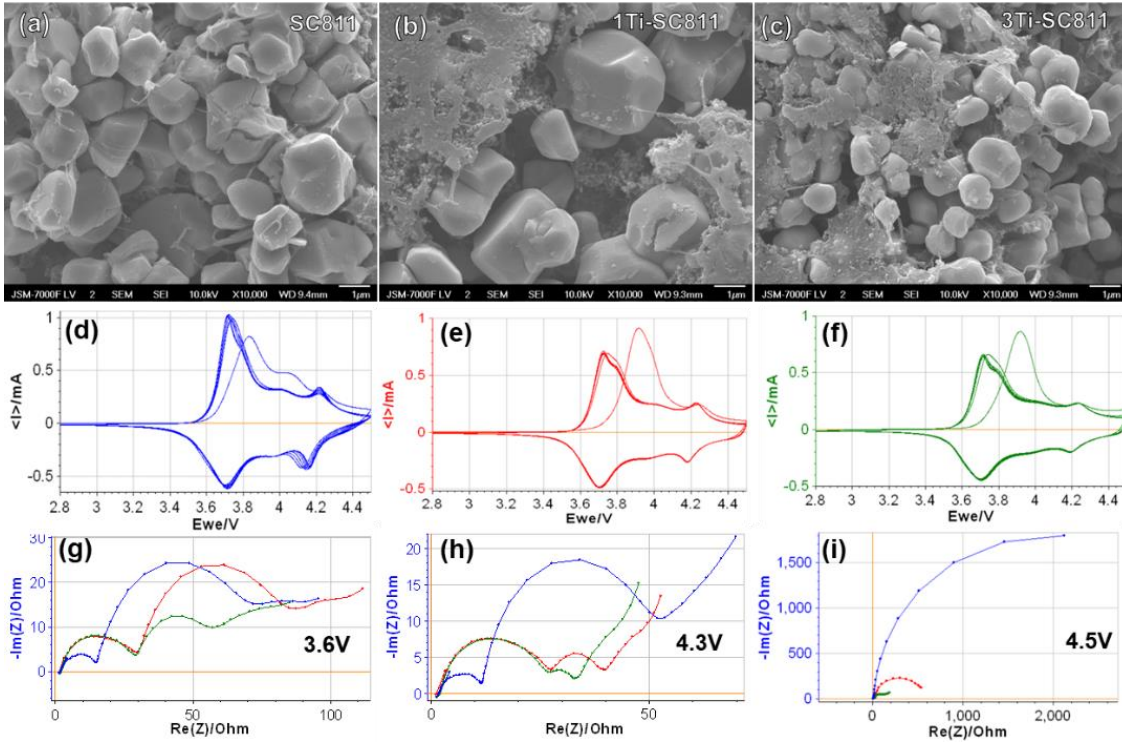 (a) SC811
(b) 1Ti-SC811
(c) 3Ti-SC811
JSM-7000F LV 2 SEM SEI 10.0kV X10,000 WD 9.4mm 1μm
JSM-7000F LV 2 SEM SEI 10.0kV X10,000 WD 9.3mm 1μm
JSM-7000F LV 2 SEM SEI 10.0kV X10,000 WD 9.3mm 1μm
(d)
<I>/mA
1
0.5
0
-0.5
2.8 3 3.2 3.4 3.6 3.8 4 4.2 4.4
Ewe/V
(e)
<I>/mA
1
0.5
0
-0.5
2.8 3 3.2 3.4 3.6 3.8 4 4.2 4.4
Ewe/V
(f)
<I>/mA
1
0.5
0
-0.5
2.8 3 3.2 3.4 3.6 3.8 4 4.2 4.4
Ewe/V
(g)
-Im(Z)/Ohm
30
20
10
0
3.6V
0 50 100
Re(Z)/Ohm
(h)
-Im(Z)/Ohm
20
15
10
5
0
4.3V
0 50
Re(Z)/Ohm
(i)
-Im(Z)/Ohm
1,500
1,000
500
0
4.5V
0 1,000 2,000
Re(Z)/Ohm